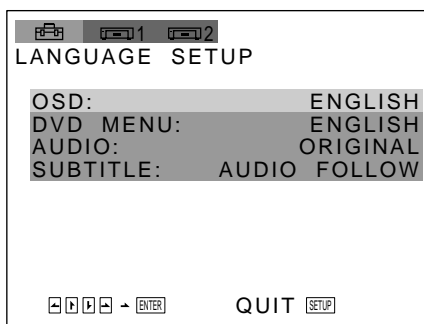 1 2
LANGUAGE SETUP
OSD: ENGLISH
DVD MENU: ENGLISH
AUDIO: ORIGINAL
SUBTITLE: AUDIO FOLLOW
ENTER QUIT SETUP